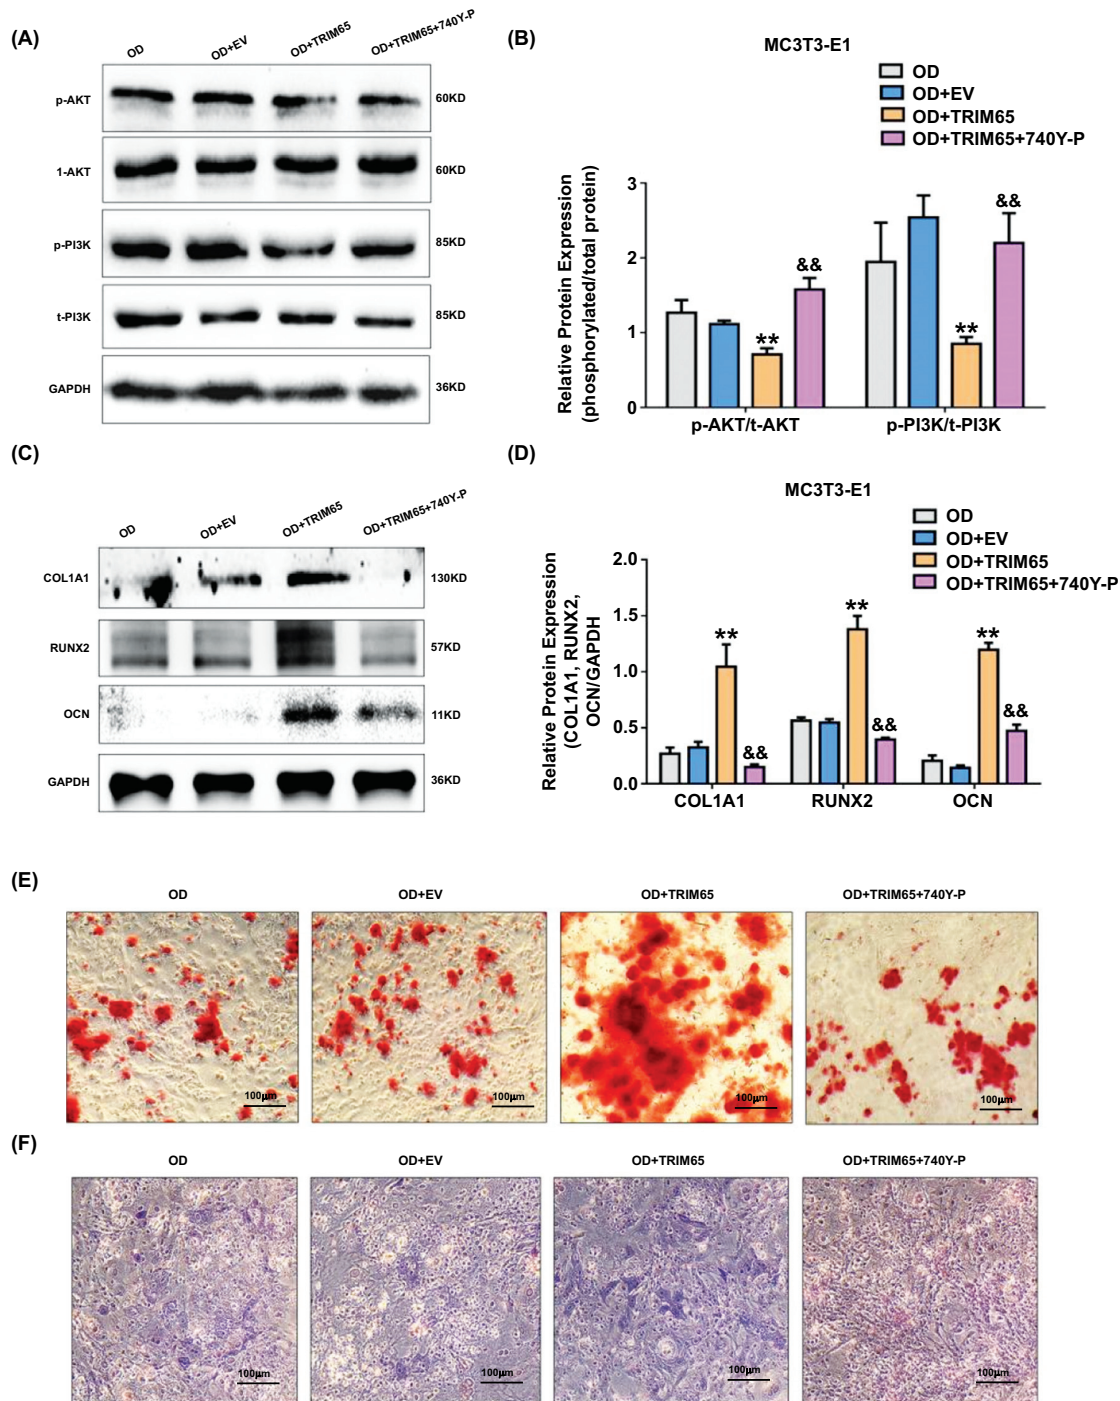 (A)
OD
OD+EV
OD+TRIM65
OD+TRIM65+740Y-P
p-AKT
60KD
1-AKT
60KD
p-PI3K
85KD
t-PI3K
85KD
GAPDH
36KD
(B)
MC3T3-E1
OD
OD+EV
OD+TRIM65
OD+TRIM65+740Y-P
Relative Protein Expression
(phosphorylated/total protein)
3
2
1
0
**
&&
**
&&
p-AKT/t-AKT
p-PI3K/t-PI3K
(C)
OD
OD+EV
OD+TRIM65
OD+TRIM65+740Y-P
COL1A1
130KD
RUNX2
57KD
OCN
11KD
GAPDH
36KD
(D)
MC3T3-E1
OD
OD+EV
OD+TRIM65
OD+TRIM65+740Y-P
Relative Protein Expression
(COL1A1, RUNX2,
OCN/GAPDH
2.0
1.5
1.0
0.5
0.0
**
&&
**
&&
**
&&
COL1A1
RUNX2
OCN
(E)
OD
OD+EV
OD+TRIM65
OD+TRIM65+740Y-P
100μm
100μm
100μm
100μm
(F)
OD
OD+EV
OD+TRIM65
OD+TRIM65+740Y-P
100μm
100μm
100μm
100μm